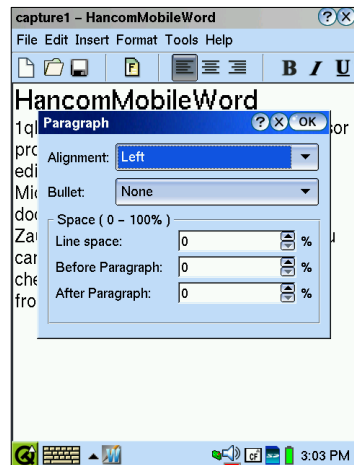 capture1 – HancomMobileWord
File Edit Insert Format Tools Help
F
B I U
HancomMobileWord
Paragraph ? X OK
Alignment: Left
Bullet: None
Space ( 0 – 100% )
Line space: 0 %
Before Paragraph: 0 %
After Paragraph: 0 %
CF 3:03 PM